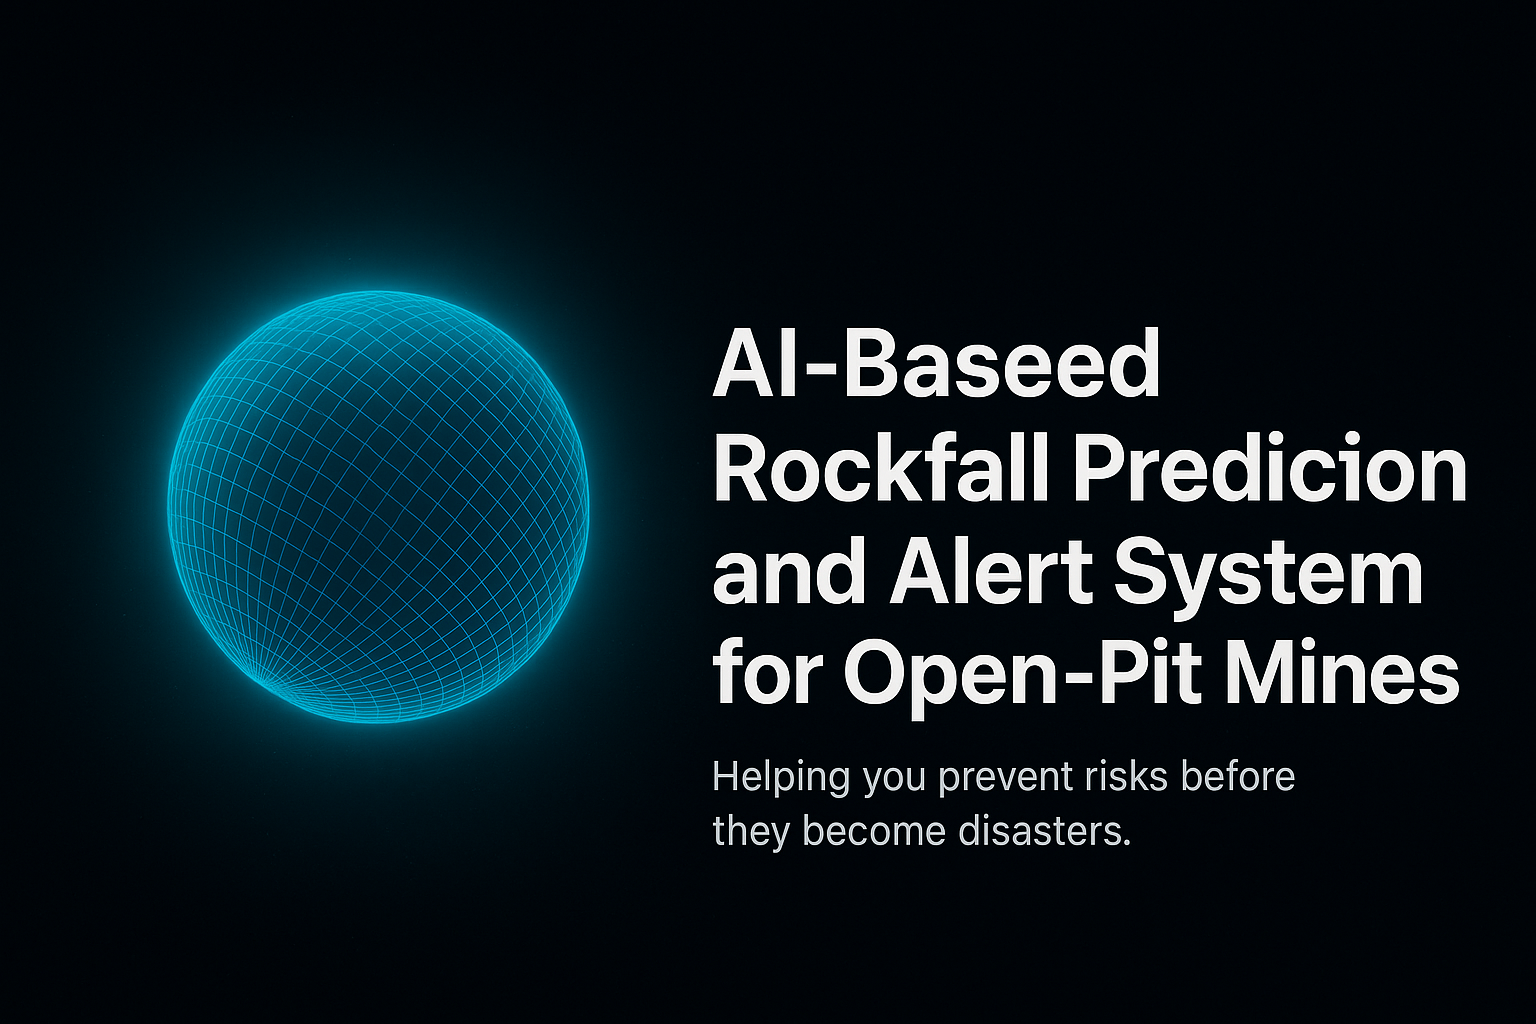 AI-Baseed
Rockfall Predicion
and Alert System
for Open-Pit Mines
Helping you prevent risks before
they become disasters.